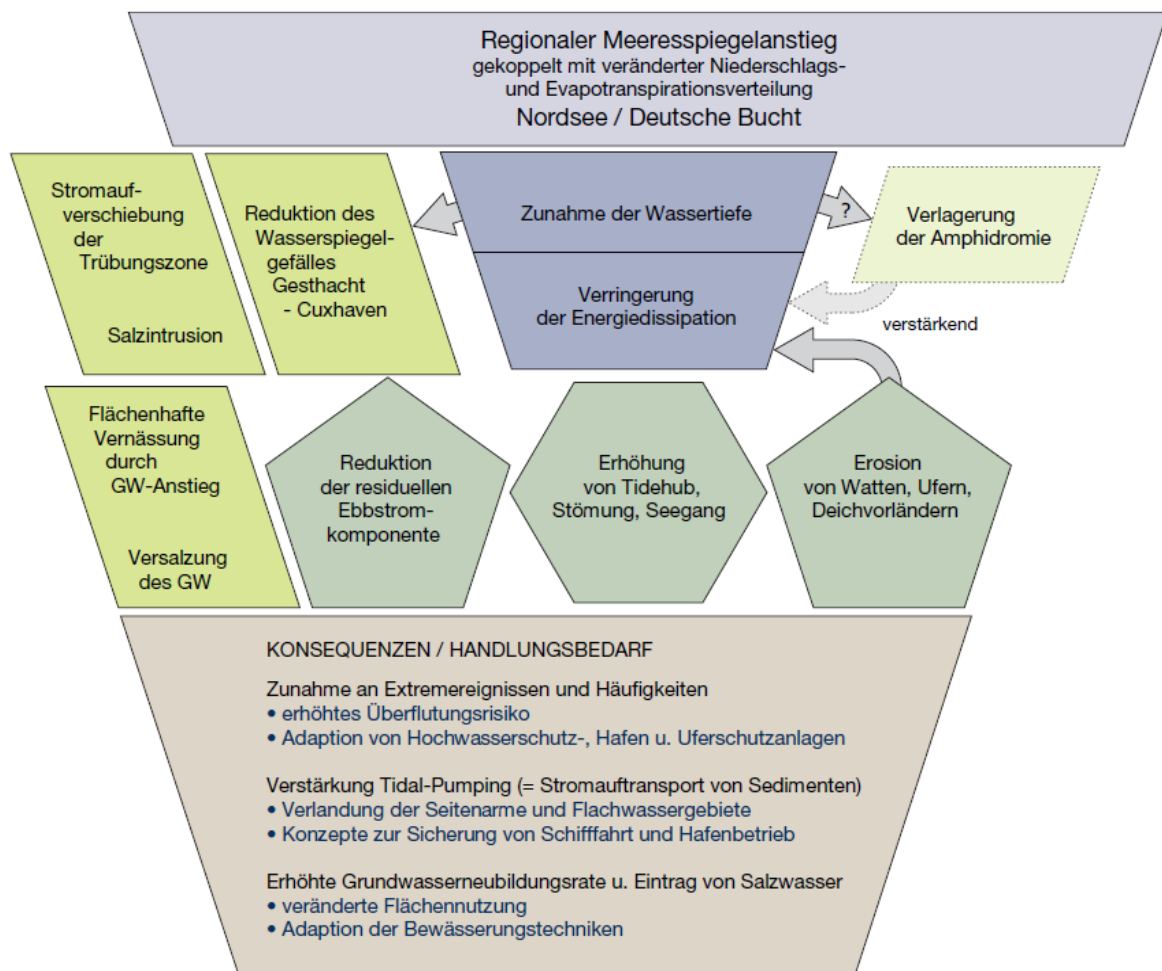 Regionaler Meeresspiegelanstieg
gekoppelt mit veränderter Niederschlags-
und Evapotranspirationsverteilung
Nordsee / Deutsche Bucht
Stromauf-
verschiebung
der
Trübungszone
Salzintrusion
Reduktion des
Wasserspiegel-
gefälles
Gesthacht
- Cuxhaven
Zunahme der Wassertiefe
?
Verlagerung
der Amphidromie
Verringerung
der Energiedissipation
verstärkend
Flächenhafte
Vernässung
durch
GW-Anstieg
Versalzung
des GW
Reduktion
der residuellen
Ebbstrom-
komponente
Erhöhung
von Tidehub,
Stömung, Seegang
Erosion
von Watten, Ufern,
Deichvorländern
KONSEQUENZEN / HANDLUNGSBEDARF
Zunahme an Extremereignissen und Häufigkeiten
• erhöhtes Überflutungsrisiko
• Adaption von Hochwasserschutz-, Hafen u. Uferschutzanlagen
Verstärkung Tidal-Pumping (= Stromauftransport von Sedimenten)
• Verlandung der Seitenarme und Flachwassergebiete
• Konzepte zur Sicherung von Schifffahrt und Hafenbetrieb
Erhöhte Grundwasserneubildungsrate u. Eintrag von Salzwasser
• veränderte Flächennutzung
• Adaption der Bewässerungstechniken